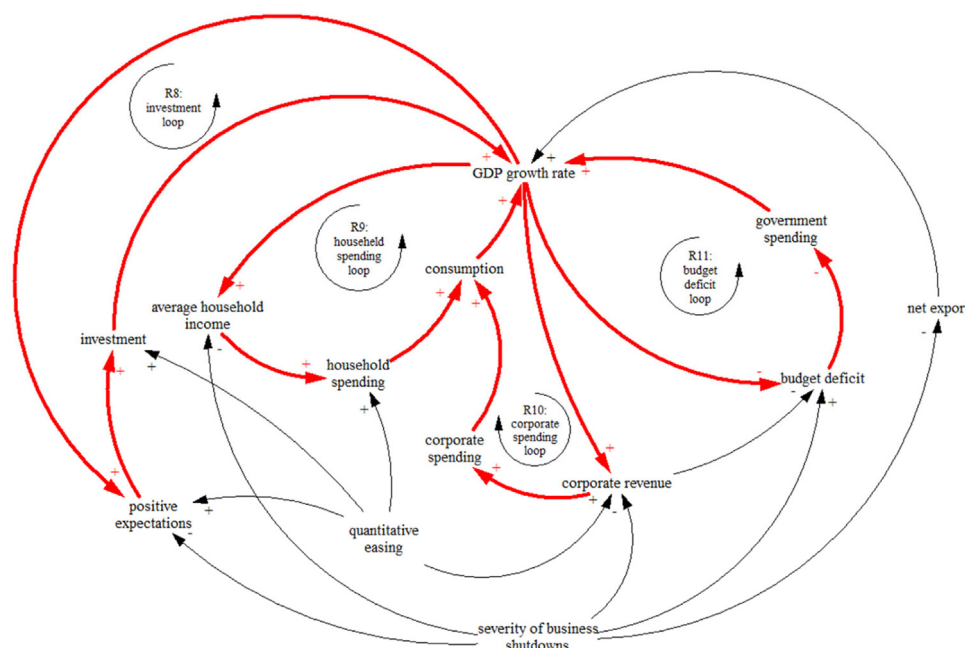 R8:
investment
loop
GDP growth rate
R9:
househeld
spending
loop
consumption
government
spending
R11:
budget
deficit
loop
average household
income
net expor
investment
household
spending
budget deficit
R10:
corporate
spending
loop
corporate
spending
corporate revenue
positive
expectations
quantitative
easing
severity of business
shutdowns